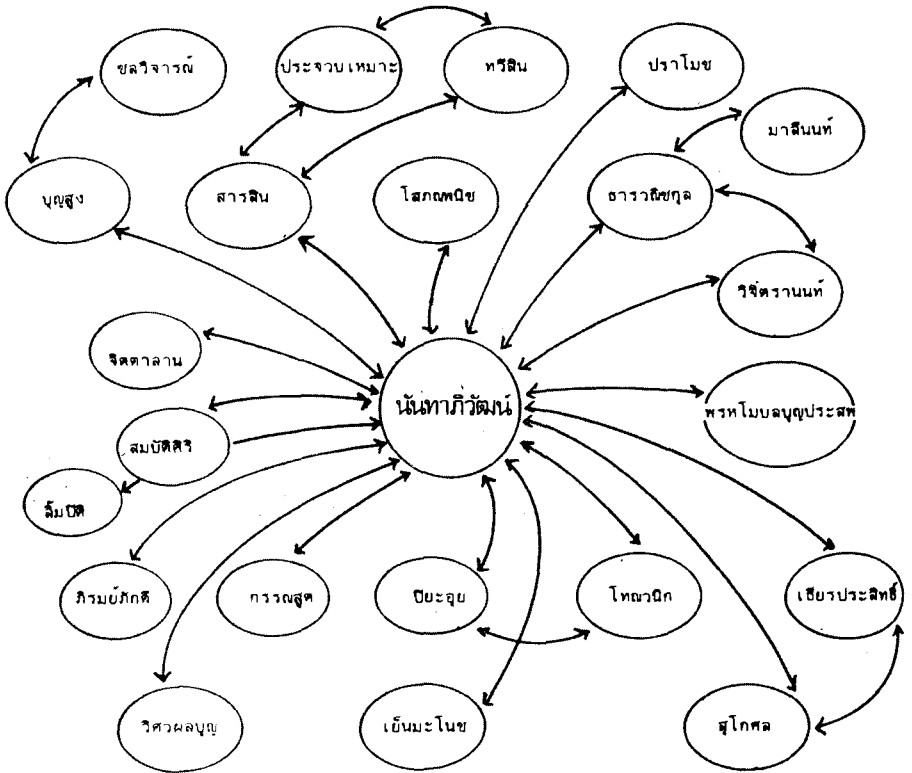 ชลวิจารณ์
ประจวบเหมาะ
ทวีสิน
ปราโมช
มาลีนนท์
บุญสูง
สารสิน
โสภณพนิช
ธารวณิชกุล
วิจิตรานนท์
จิตตาลาน
นันทาภิวัฒน์
พรหโมบลบุญประสพ
สมบัติศิริ
ลิ้มปิติ
ภิรมย์ภักดี
กรรณสูต
ปิยะอุย
โทณวนิก
เธียรประสิทธิ์
วิศวผลบุญ
เย็นมะโนช
สุโกศล